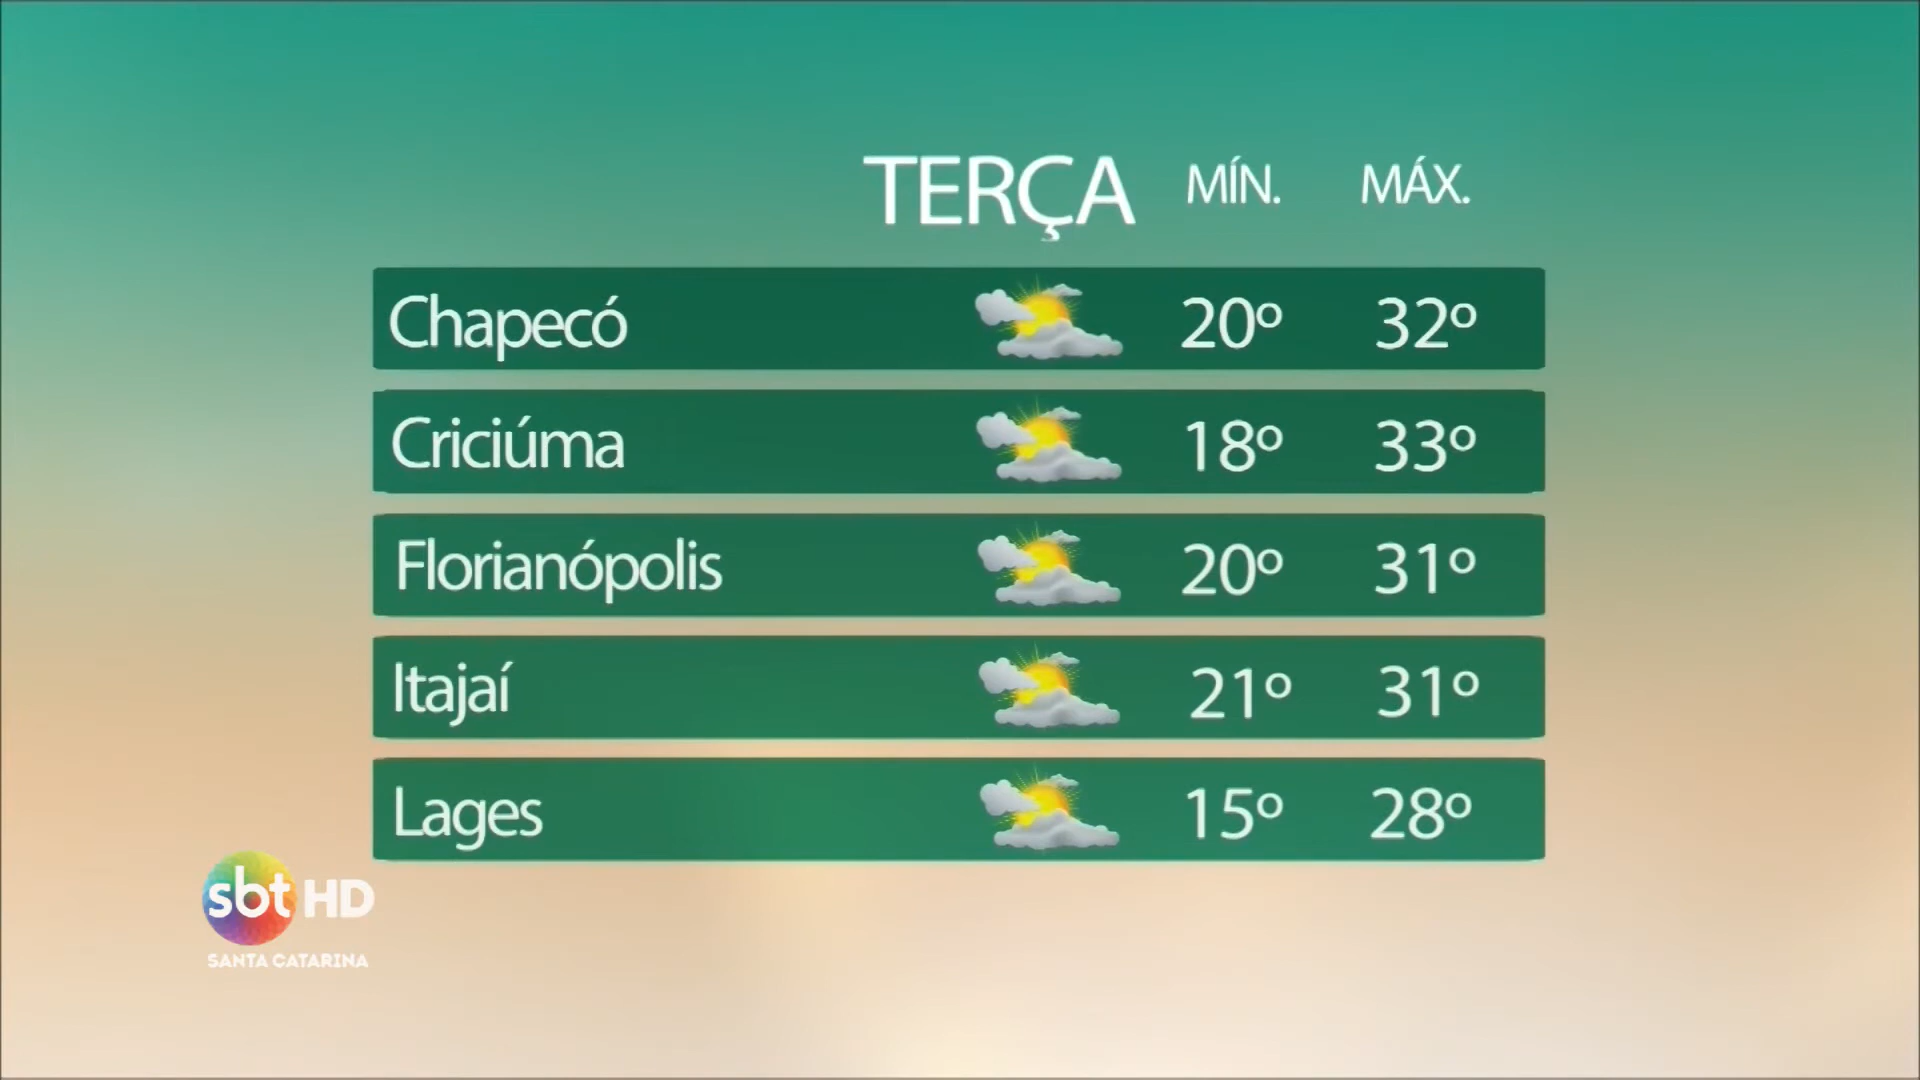 TERÇA MÍN. MÁX.
Chapecó 20º 32º
Criciúma 18º 33º
Florianópolis 20º 31º
Itajaí 21º 31º
Lages 15º 28º
sbt HD
SANTA CATARINA